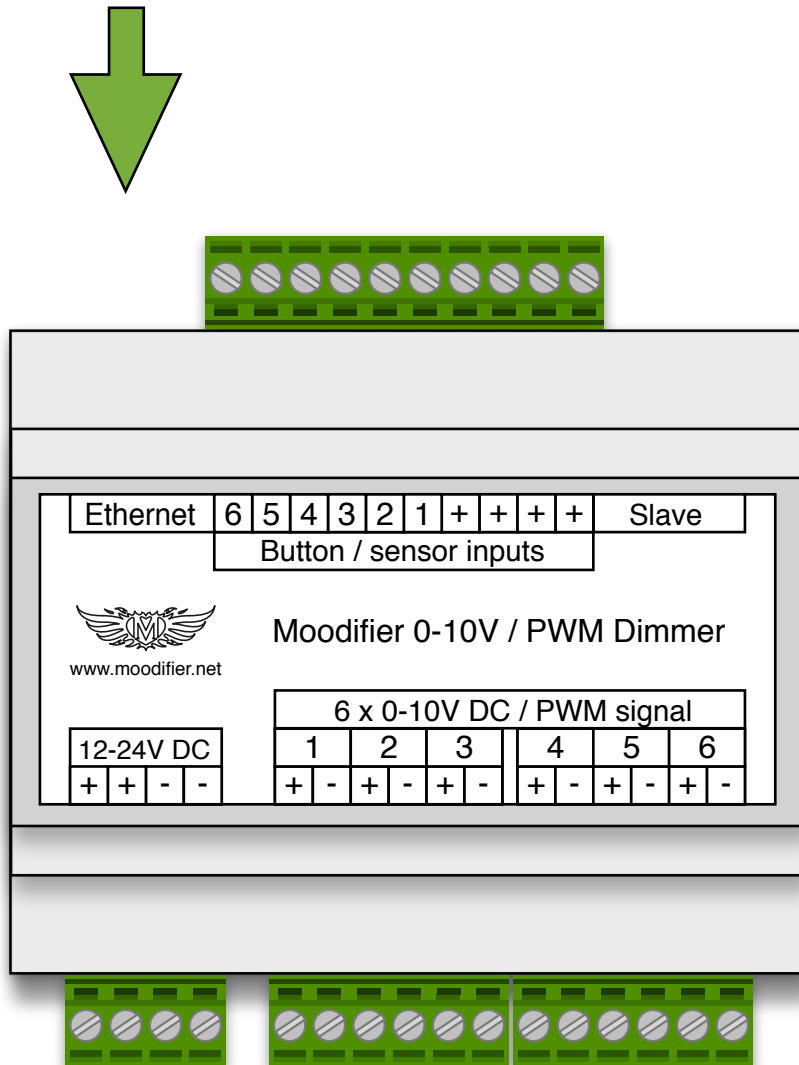 Ethernet 6 5 4 3 2 1 + + + + Slave
Button / sensor inputs
Moodifier 0-10V / PWM Dimmer
www.moodifier.net
6 x 0-10V DC / PWM signal
12-24V DC 1 2 3 4 5 6
+ + - - + - + - + - + - + - + -